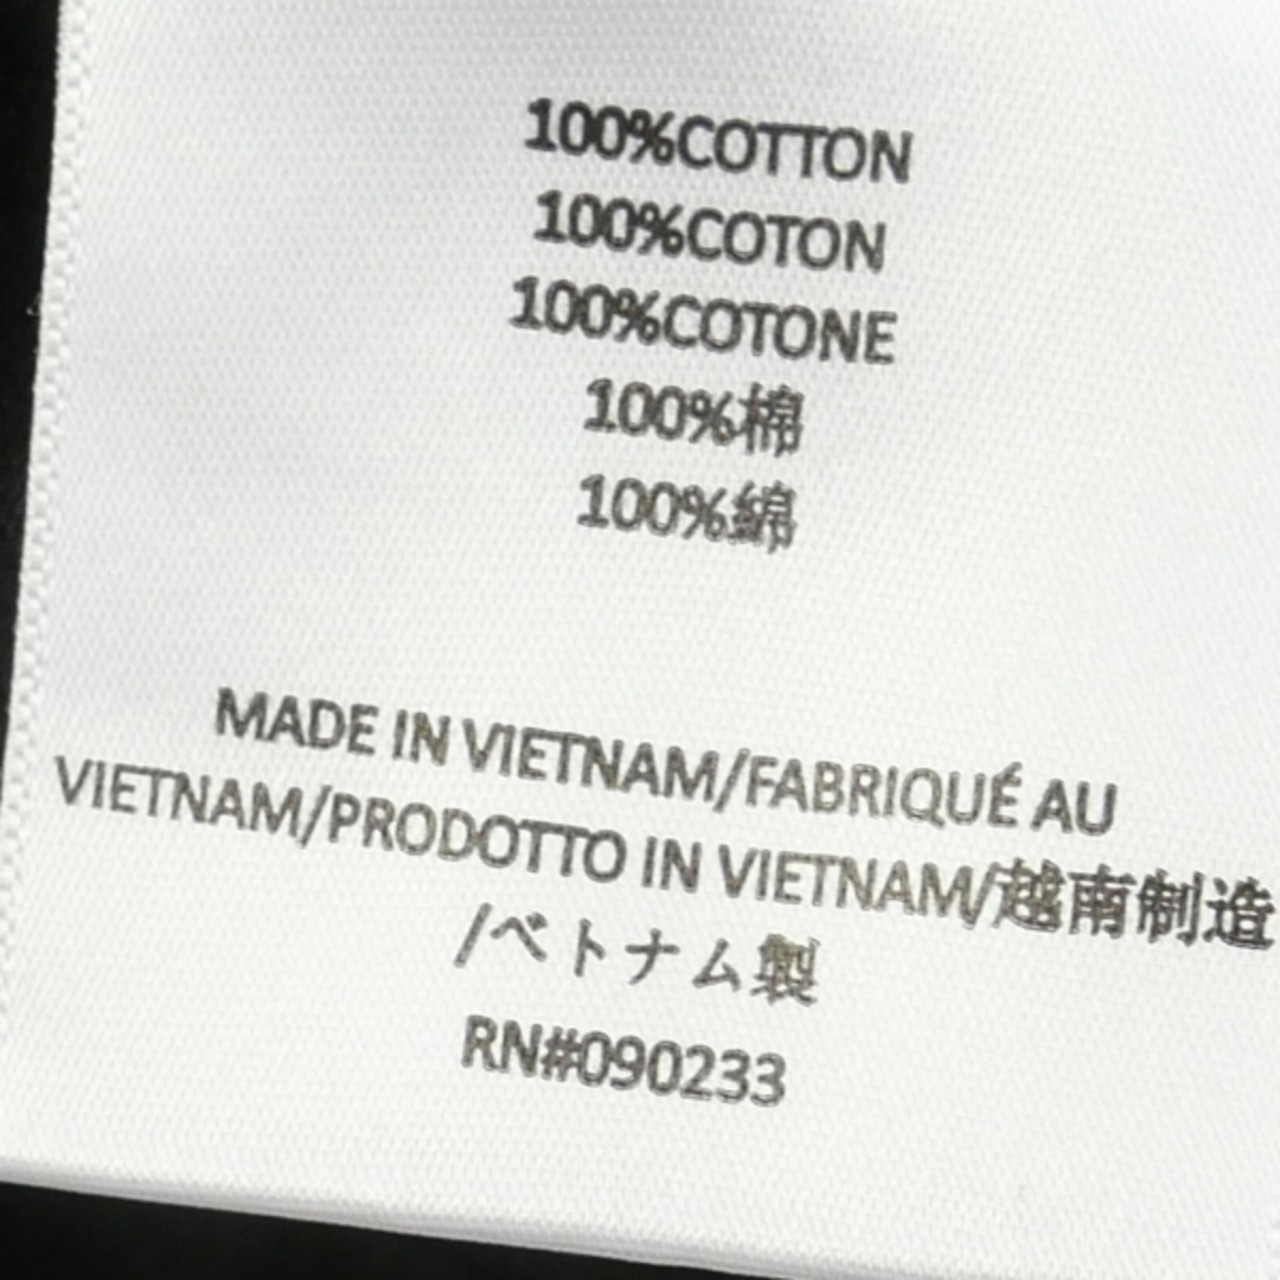 100%COTTON
100%COTON
100%COTONE
100%棉
100%綿
MADE IN VIETNAM/FABRIQUÉ AU
VIETNAM/PRODOTTO IN VIETNAM/越南制造
/ベトナム製
RN#090233